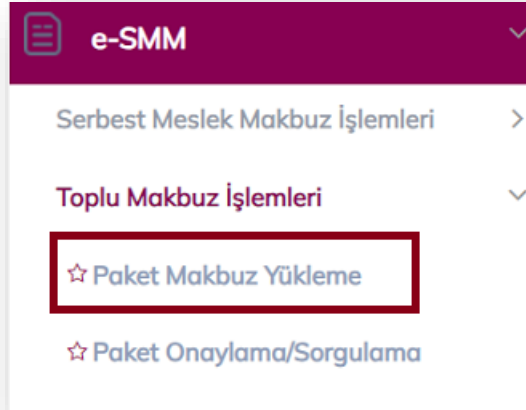 e-SMM
Serbest Meslek Makbuz İşlemleri
Toplu Makbuz İşlemleri
Paket Makbuz Yükleme
Paket Onaylama/Sorgulama